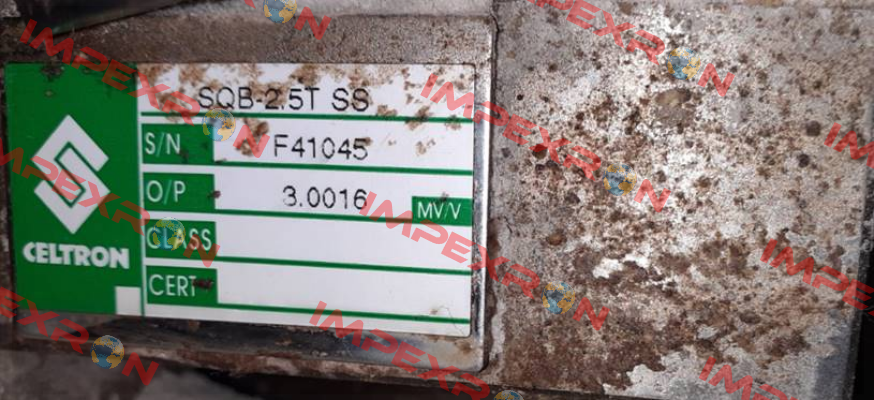 SQB-2.5T SS
S/N F41045
O/P 3.0016 MV/V
CLASS
CERT
CELTRON
IMPEXRON